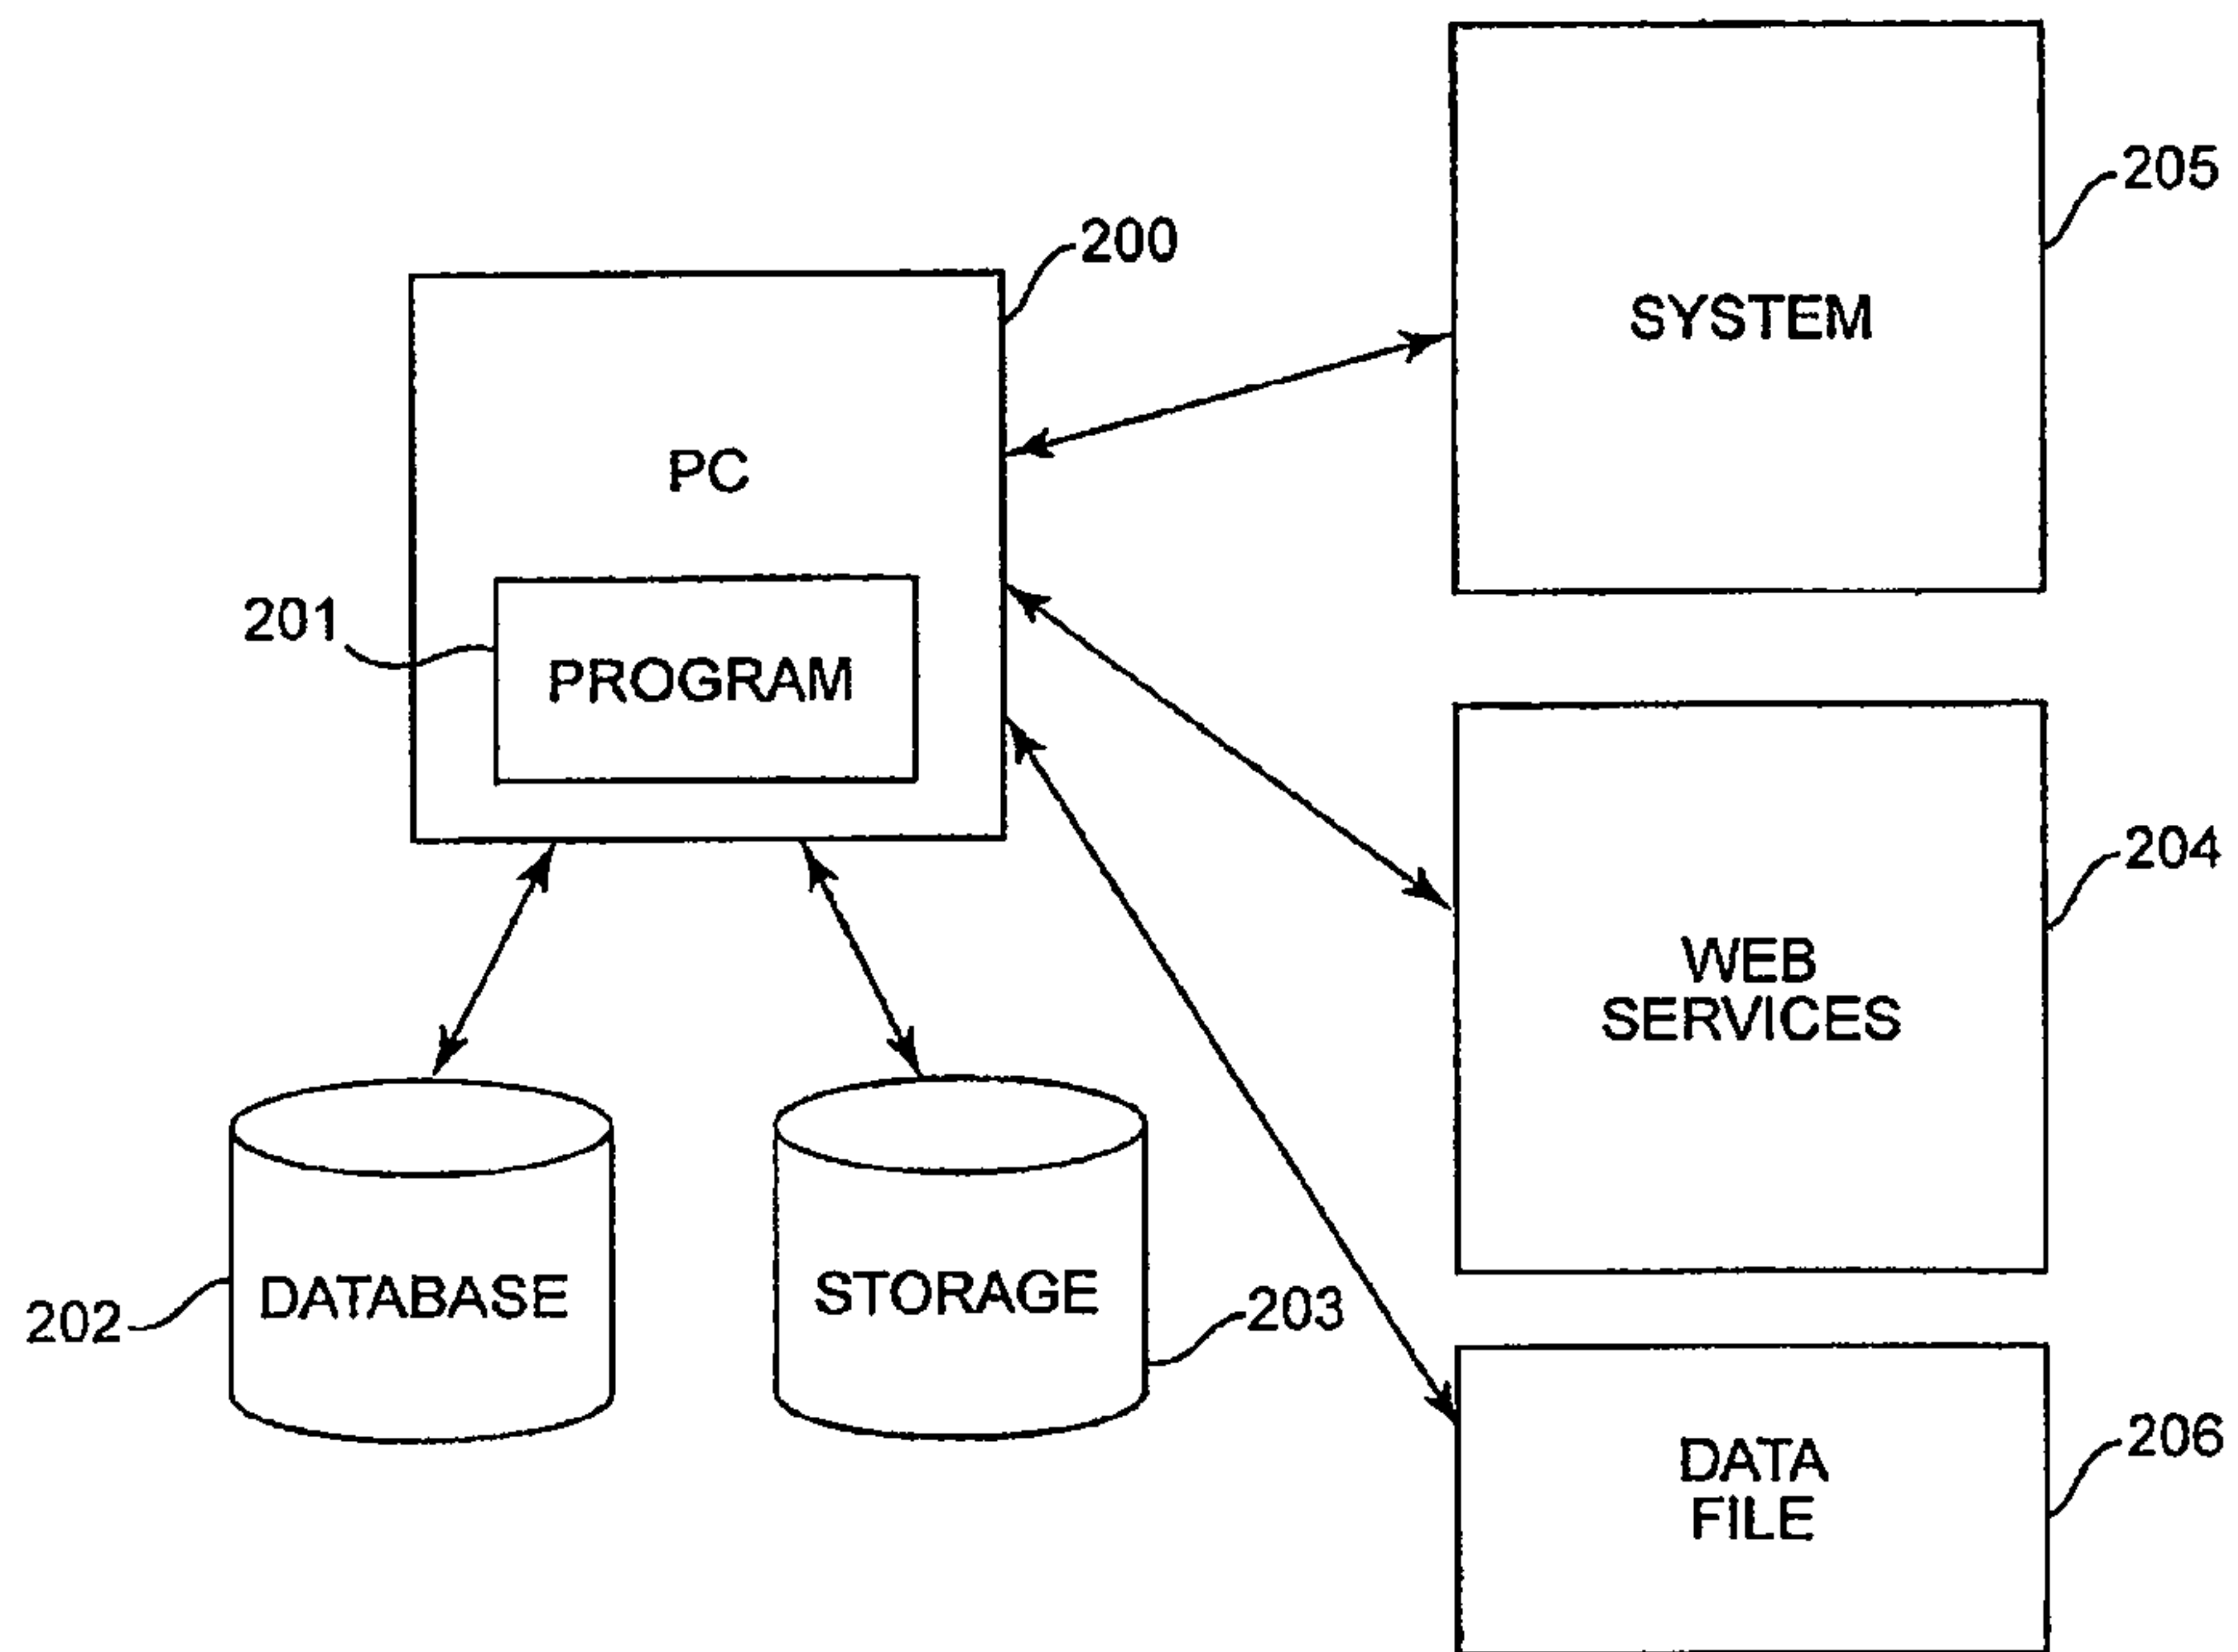 205
200
SYSTEM
PC
201
PROGRAM
204
WEB
SERVICES
202
DATABASE
STORAGE
203
206
DATA
FILE